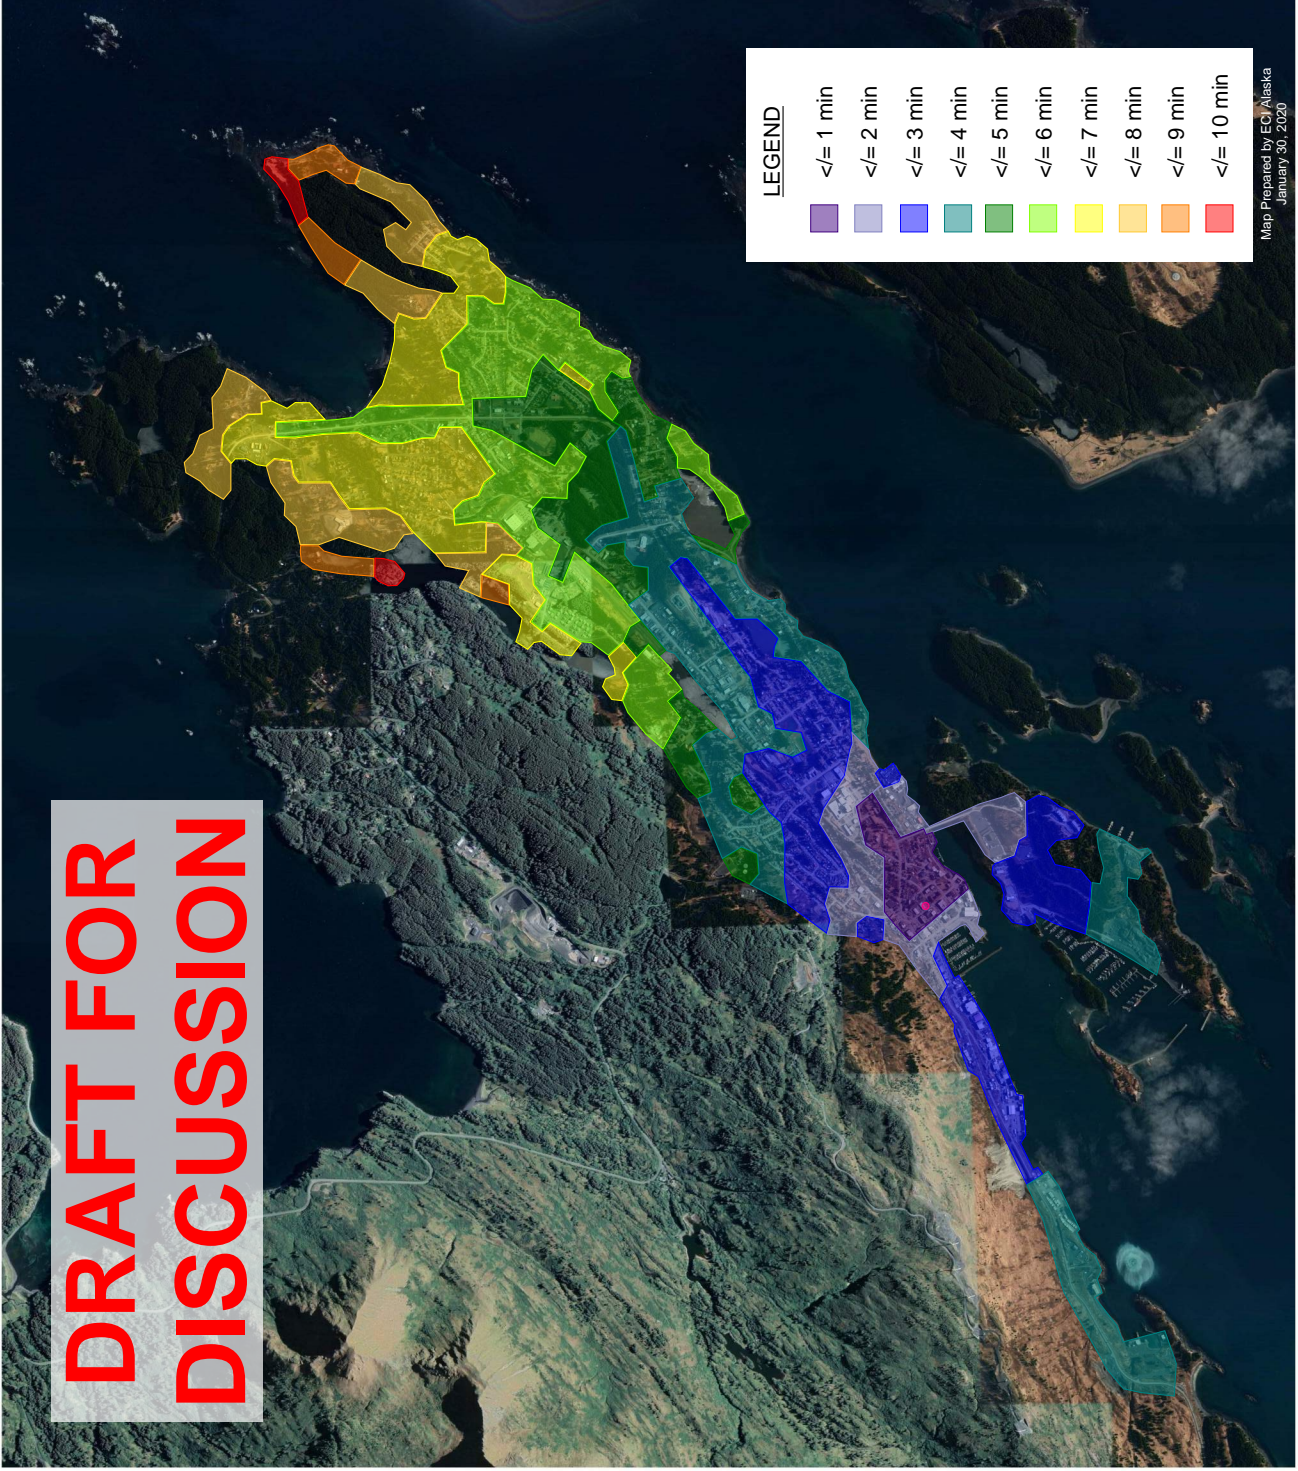 DRAFT FOR
DISCUSSION
LEGEND
</= 1 min
</= 2 min
</= 3 min
</= 4 min
</= 5 min
</= 6 min
</= 7 min
</= 8 min
</= 9 min
</= 10 min
Map Prepared by ECI Alaska
January 30, 2020